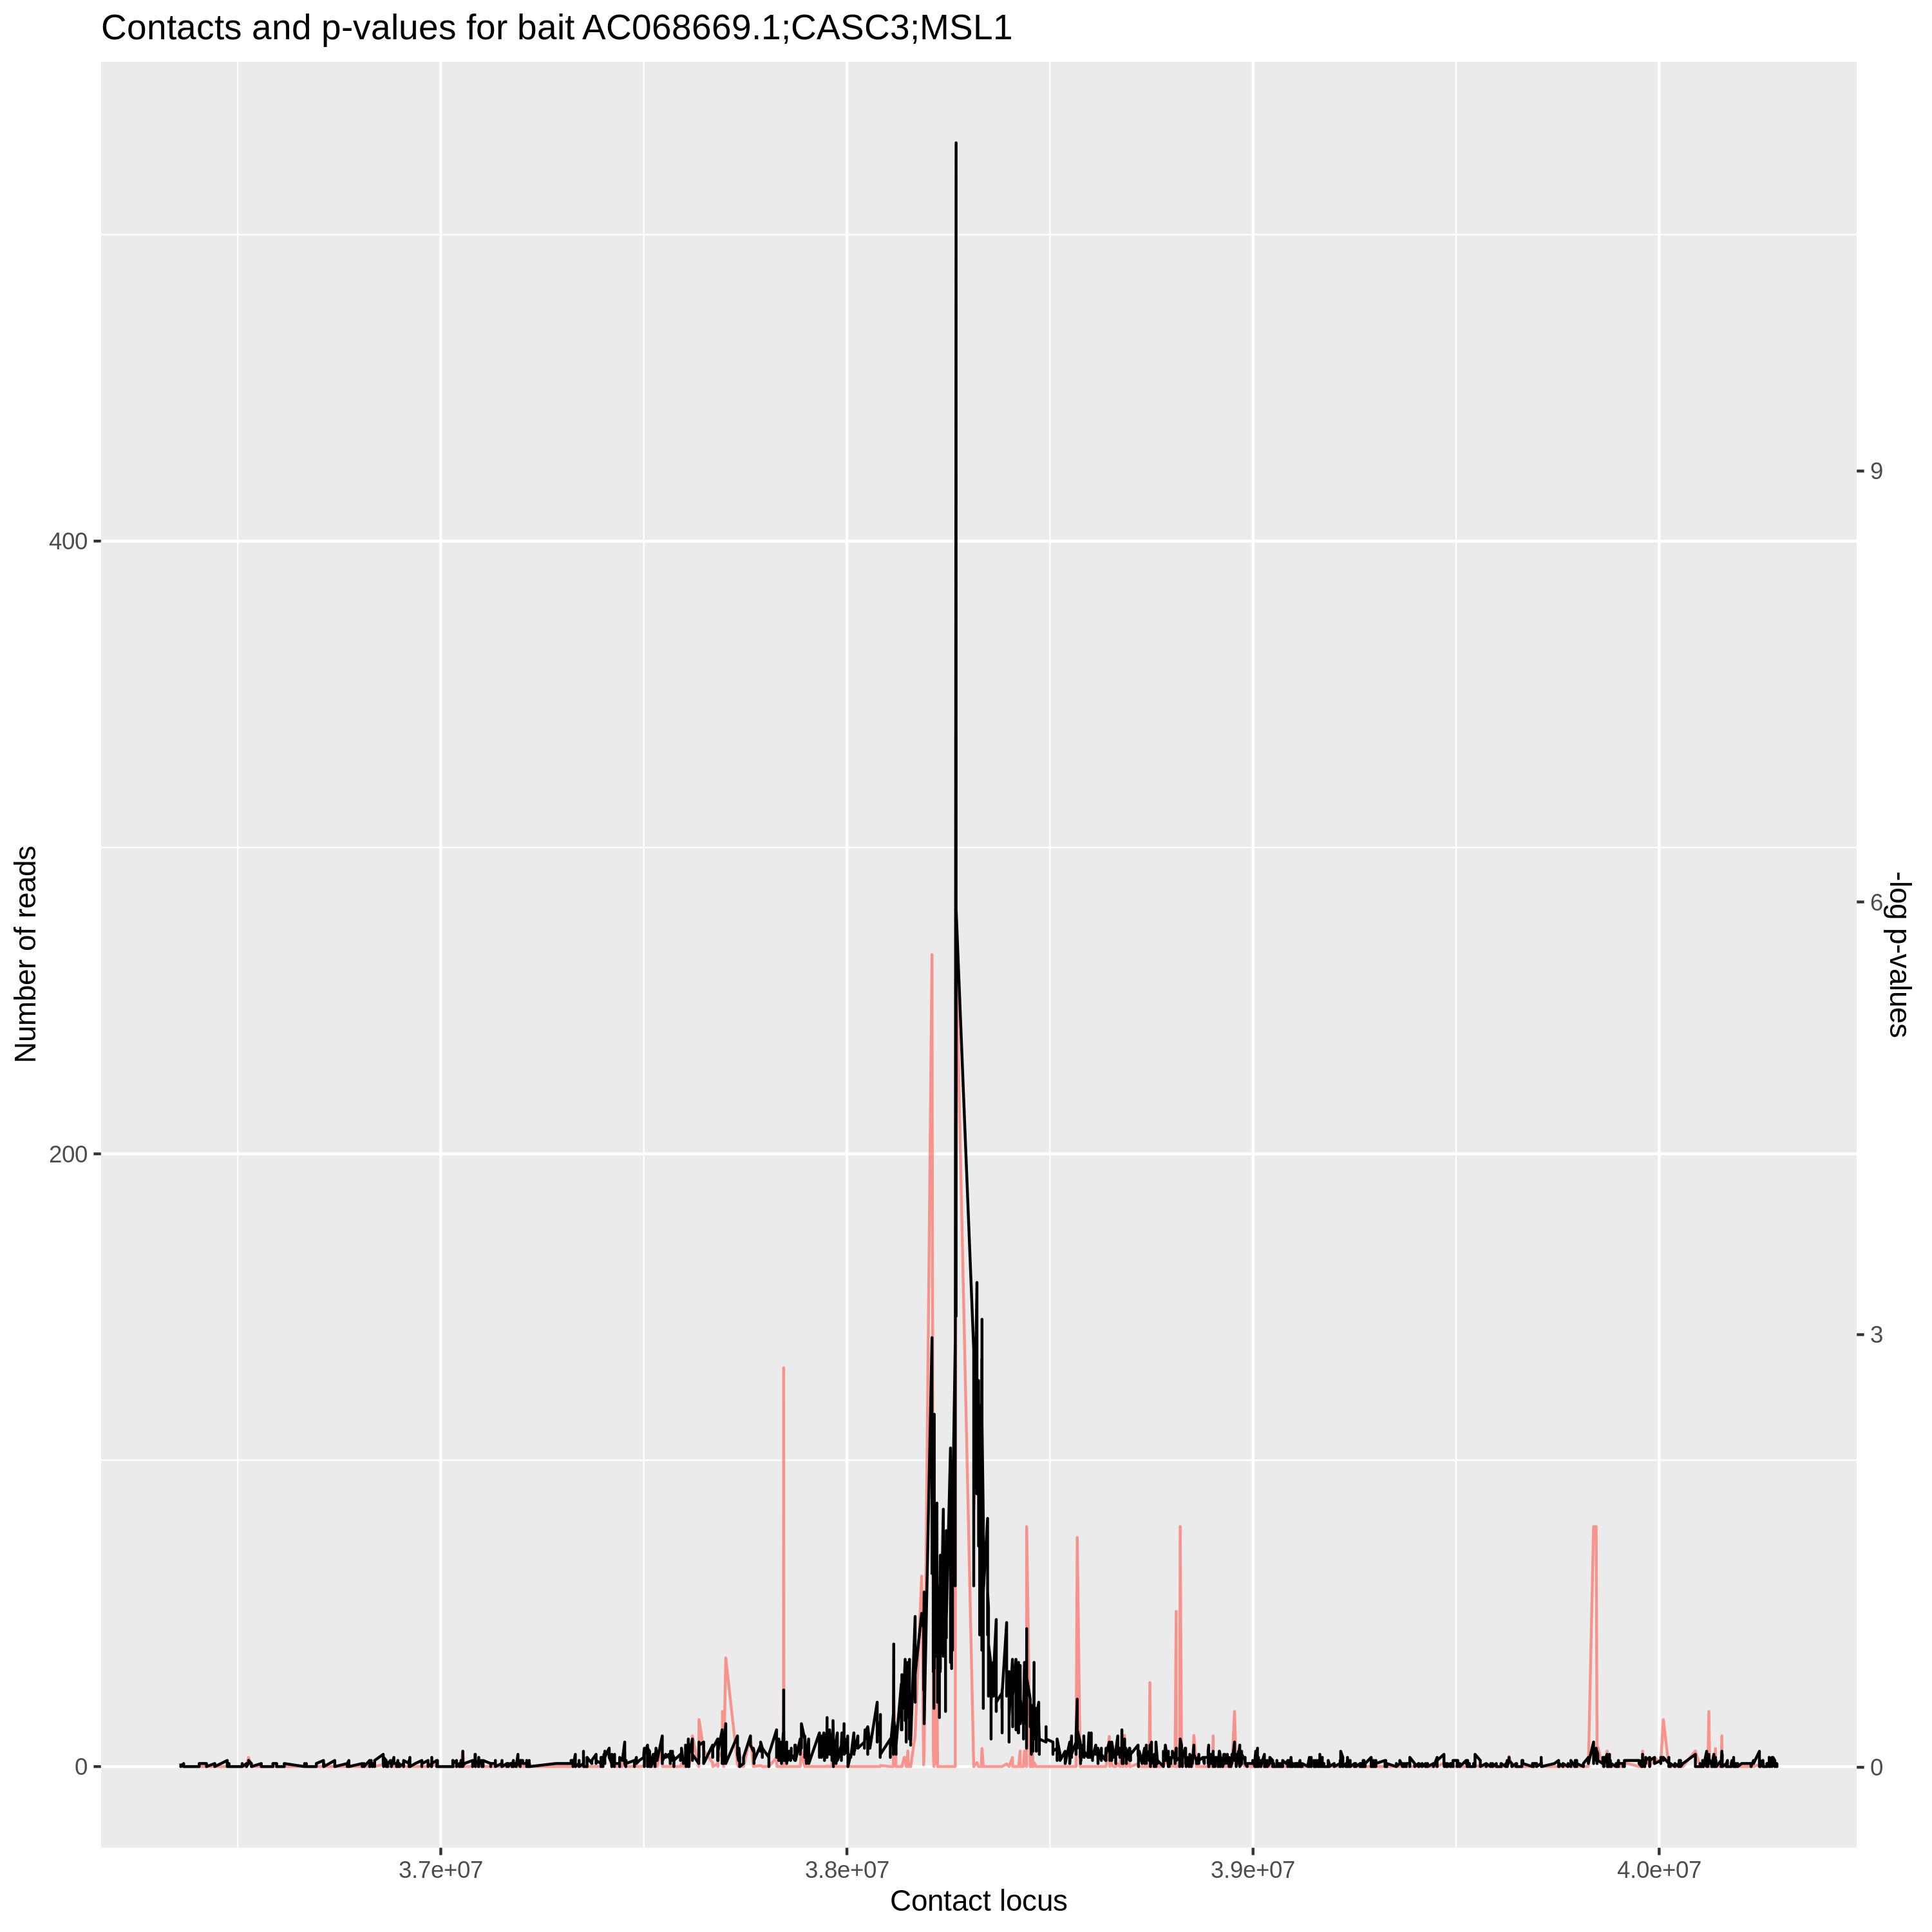 Contacts and p-values for bait AC068669.1;CASC3;MSL1
Number of reads
400
200
0
9
6
3
0
-log p-values
3.7e+07
3.8e+07
3.9e+07
4.0e+07
Contact locus